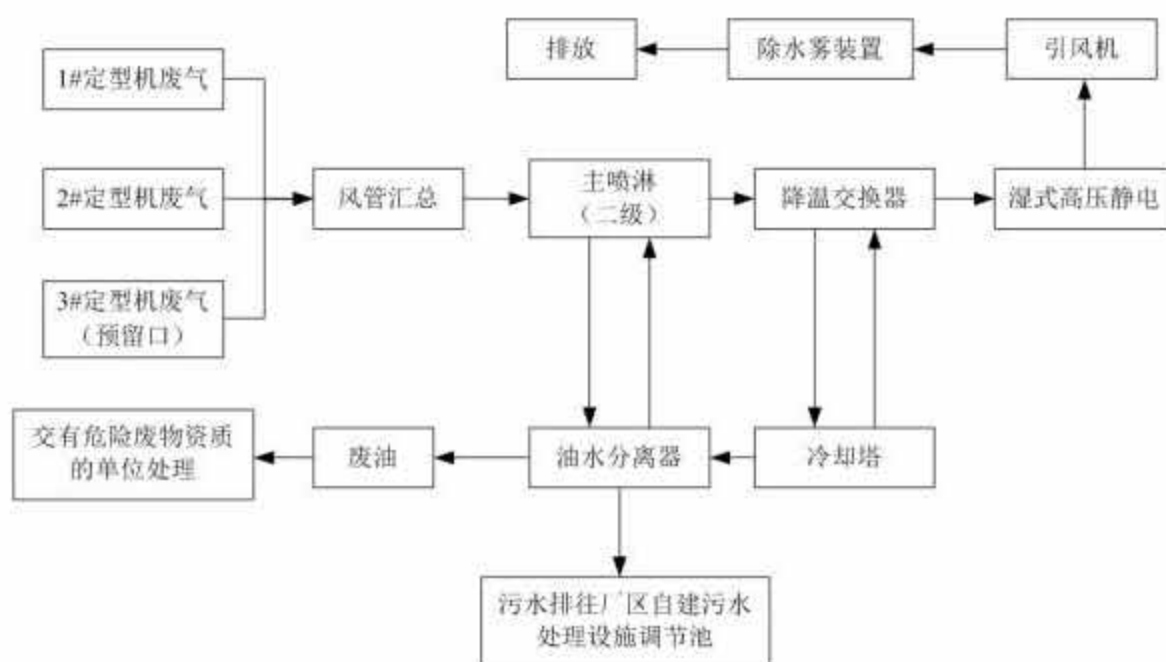 排放
除水雾装置
引风机
1#定型机废气
2#定型机废气
风管汇总
主喷淋
（二级）
降温交换器
湿式高压静电
3#定型机废气
（预留口）
交有危险废物资质
的单位处理
废油
油水分离器
冷却塔
污水排往厂区自建污水
处理设施调节池